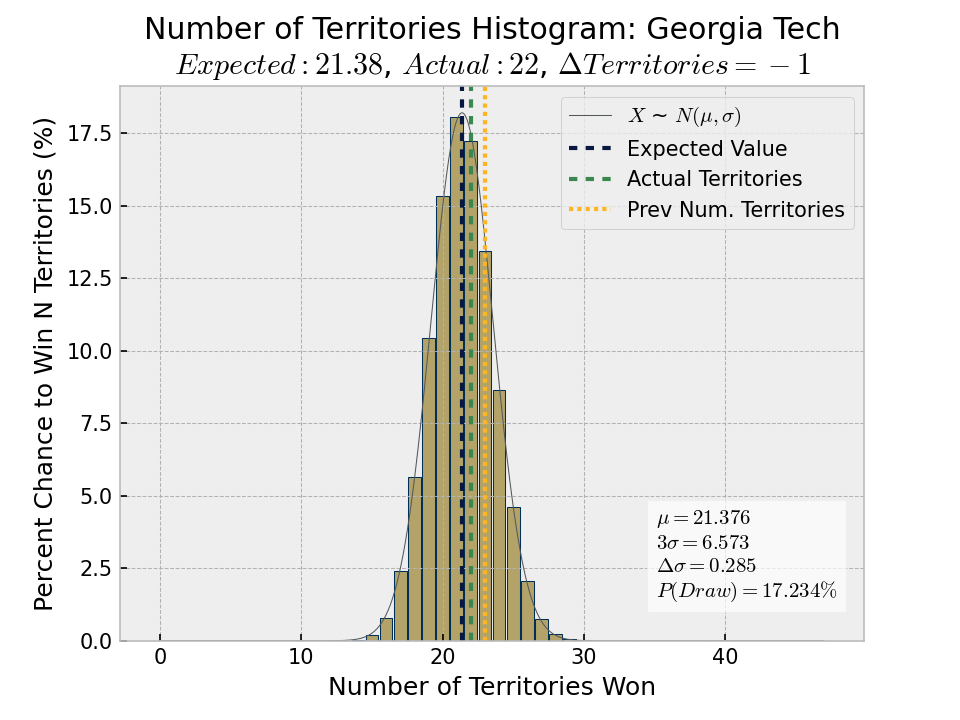 Number of Territories Histogram: Georgia Tech
Expected : 21.38, Actual : 22, ΔTerritories = −1
X ∼ N(μ, σ)
Expected Value
Actual Territories
Prev Num. Territories
Percent Chance to Win N Territories (%)
17.5
15.0
12.5
10.0
7.5
5.0
2.5
0.0
μ = 21.376
3σ = 6.573
Δσ = 0.285
P(Draw) = 17.234%
0 10 20 30 40
Number of Territories Won